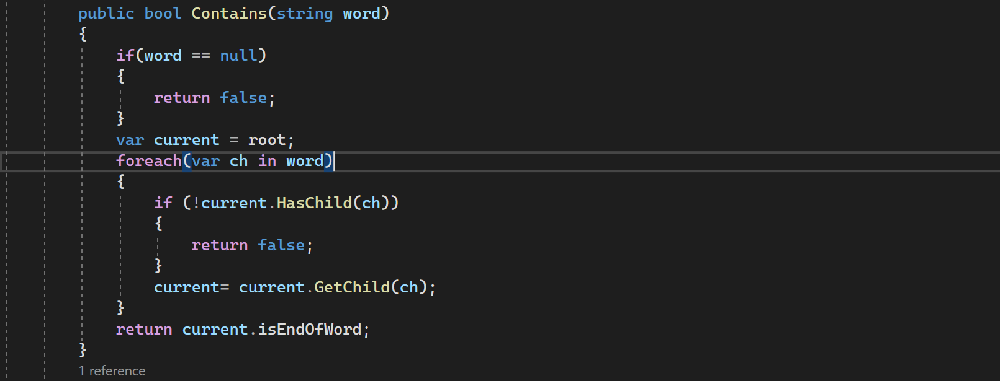 public bool Contains(string word)
{
if(word == null)
{
return false;
}
var current = root;
foreach(var ch in word)
{
if (!current.HasChild(ch))
{
return false;
}
current= current.GetChild(ch);
}
return current.isEndOfWord;
}
1 reference